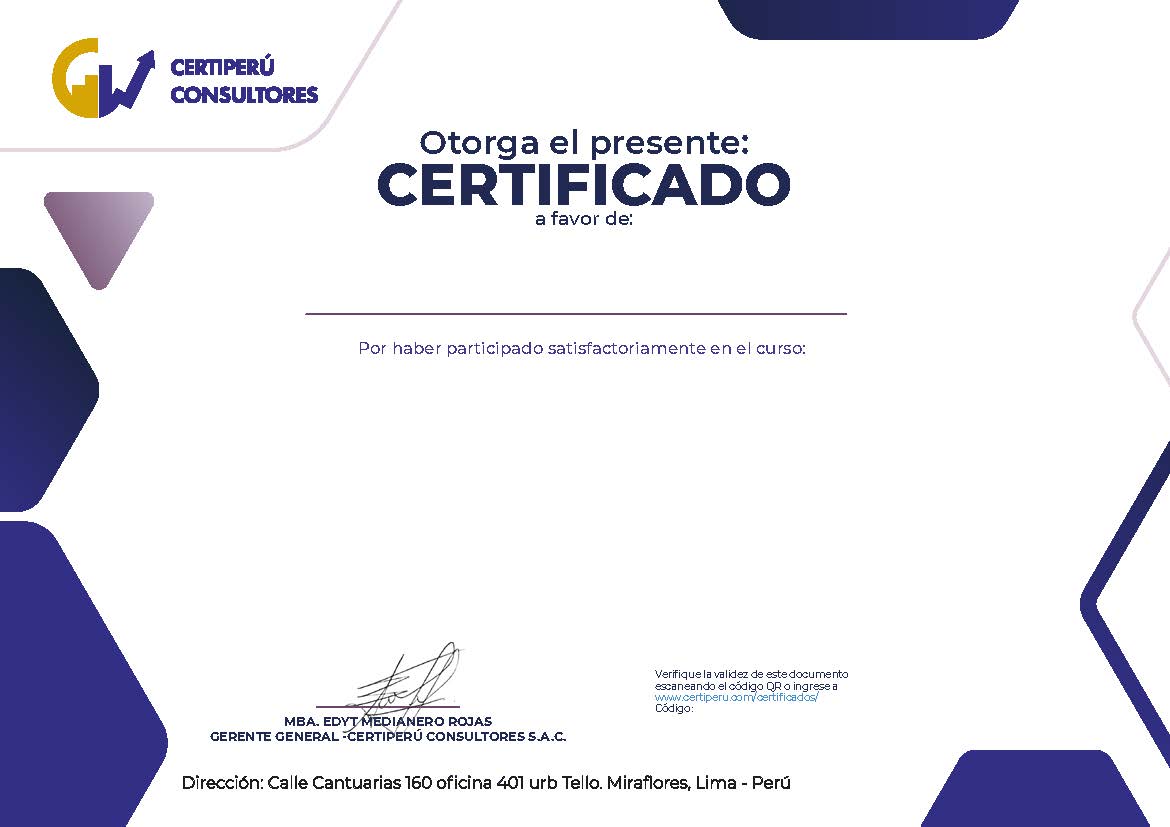 CERTIPERÚ
CONSULTORES
Otorga el presente:
CERTIFICADO
a favor de:
Por haber participado satisfactoriamente en el curso:
Verifique la validez de este documento
escaneando el código QR o ingrese a
www.certiperu.com/certificados/
Código:
MBA. EDYT MEDIANERO ROJAS
GERENTE GENERAL -CERTIPERÚ CONSULTORES S.A.C.
Dirección: Calle Cantuarias 160 oficina 401 urb Tello. Miraflores, Lima - Perú